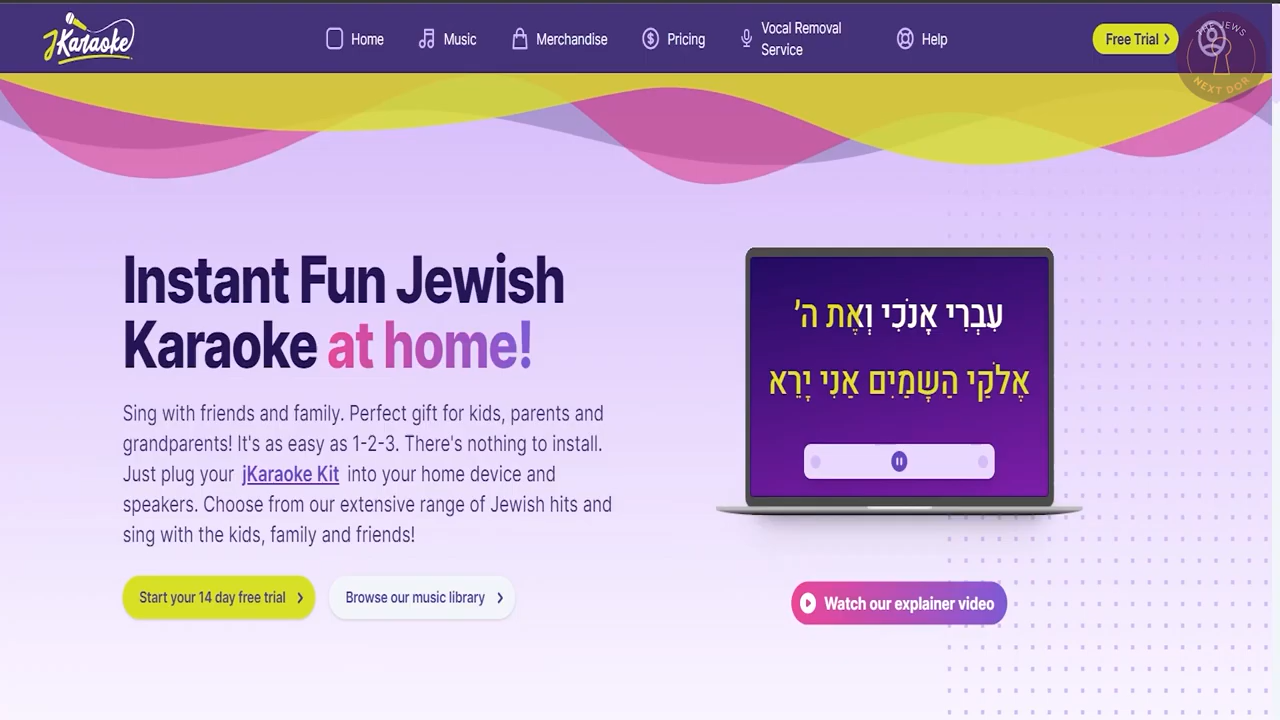 JKaraoke
Home
Music
Merchandise
Pricing
Vocal Removal
Service
Help
Free Trial
THE JEWS
NEXT DOR
Instant Fun Jewish
Karaoke at home!
Sing with friends and family. Perfect gift for kids, parents and
grandparents! It's as easy as 1-2-3. There's nothing to install.
Just plug your jKaraoke Kit into your home device and
speakers. Choose from our extensive range of Jewish hits and
sing with the kids, family and friends!
Start your 14 day free trial
Browse our music library
עִבְרִי אָנֹכִי וְאֶת ה'
אֱלֹקַי הַשָּמַיִם אַנִי יָרֵא
Watch our explainer video